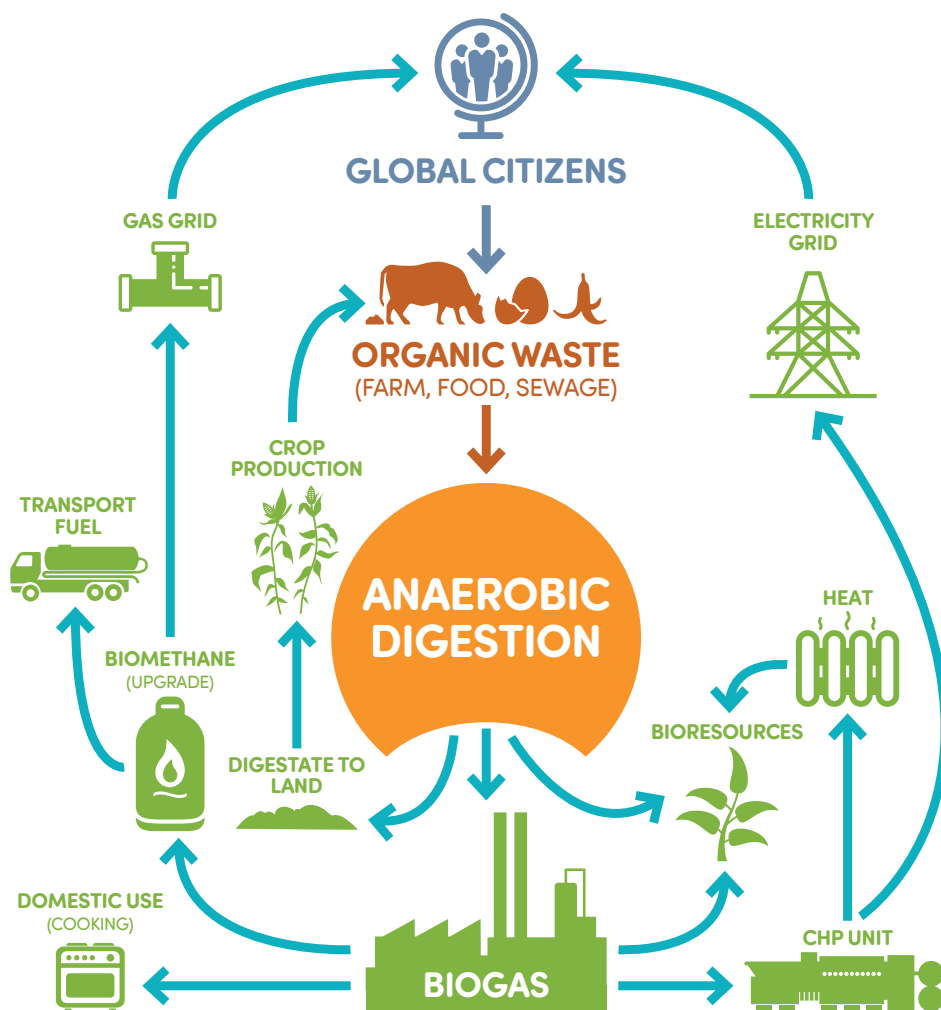 GLOBAL CITIZENS
GAS GRID
ELECTRICITY
GRID
ORGANIC WASTE
(FARM, FOOD, SEWAGE)
CROP
PRODUCTION
TRANSPORT
FUEL
ANAEROBIC
DIGESTION
HEAT
BIOMETHANE
(UPGRADE)
BIORESOURCES
DIGESTATE TO
LAND
DOMESTIC USE
(COOKING)
CHP UNIT
BIOGAS